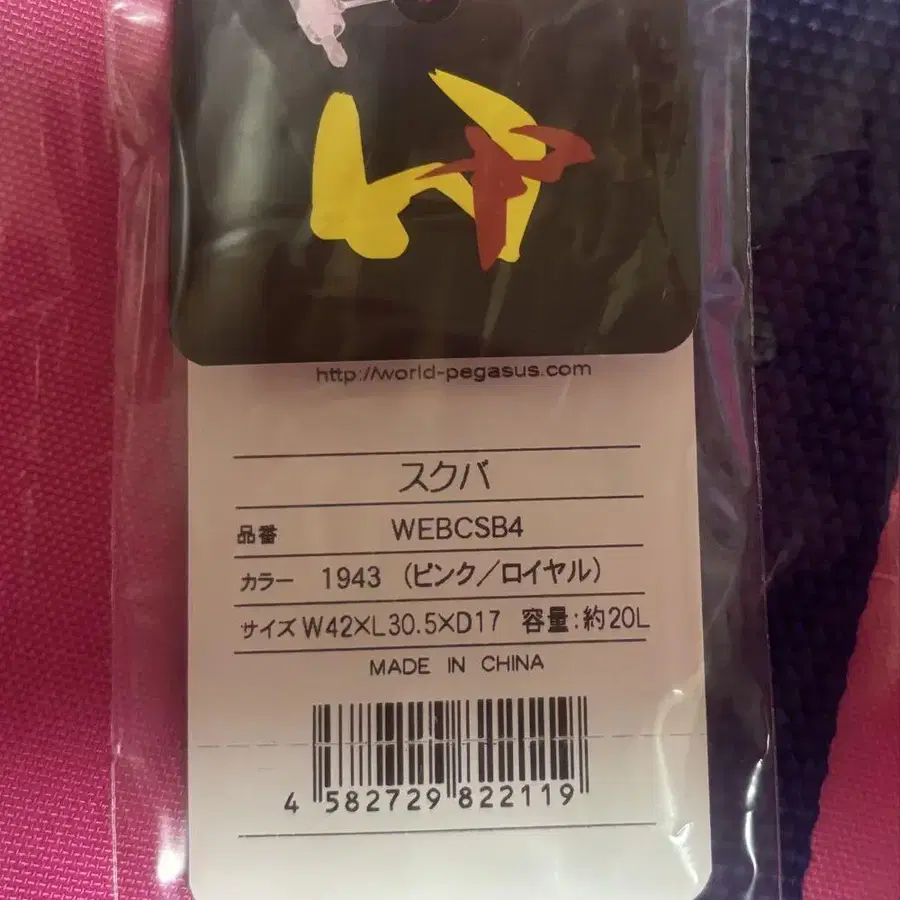 http://world-pegasus.com
スクバ
品番 WEBCSB4
カラー 1943 (ピンク／ロイヤル)
サイズ W42×L30.5×D17 容量:約20L
MADE IN CHINA
4 582729 822119